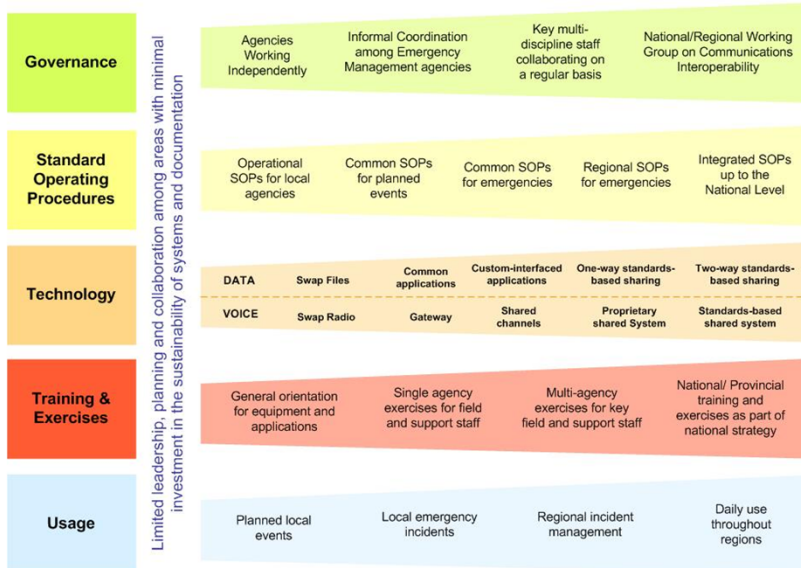 Governance
Agencies
Working
Independently
Informal Coordination
among Emergency
Management agencies
Key multi-
discipline staff
collaborating on
a regular basis
National/Regional Working
Group on Communications
Interoperability
Limited leadership, planning and collaboration among areas with minimal
investment in the sustainability of systems and documentation
Standard
Operating
Procedures
Operational
SOPs for local
agencies
Common SOPs
for planned
events
Common SOPs
for emergencies
Regional SOPs
for emergencies
Integrated SOPs
up to the
National Level
Technology
DATA
Swap Files
Common
applications
Custom-interfaced
applications
One-way standards-
based sharing
Two-way standards-
based sharing
VOICE
Swap Radio
Gateway
Shared
channels
Proprietary
shared System
Standards-based
shared system
Training &
Exercises
General orientation
for equipment and
applications
Single agency
exercises for field
and support staff
Multi-agency
exercises for key
field and support staff
National/ Provincial
training and
exercises as part of
national strategy
Usage
Planned local
events
Local emergency
incidents
Regional incident
management
Daily use
throughout
regions